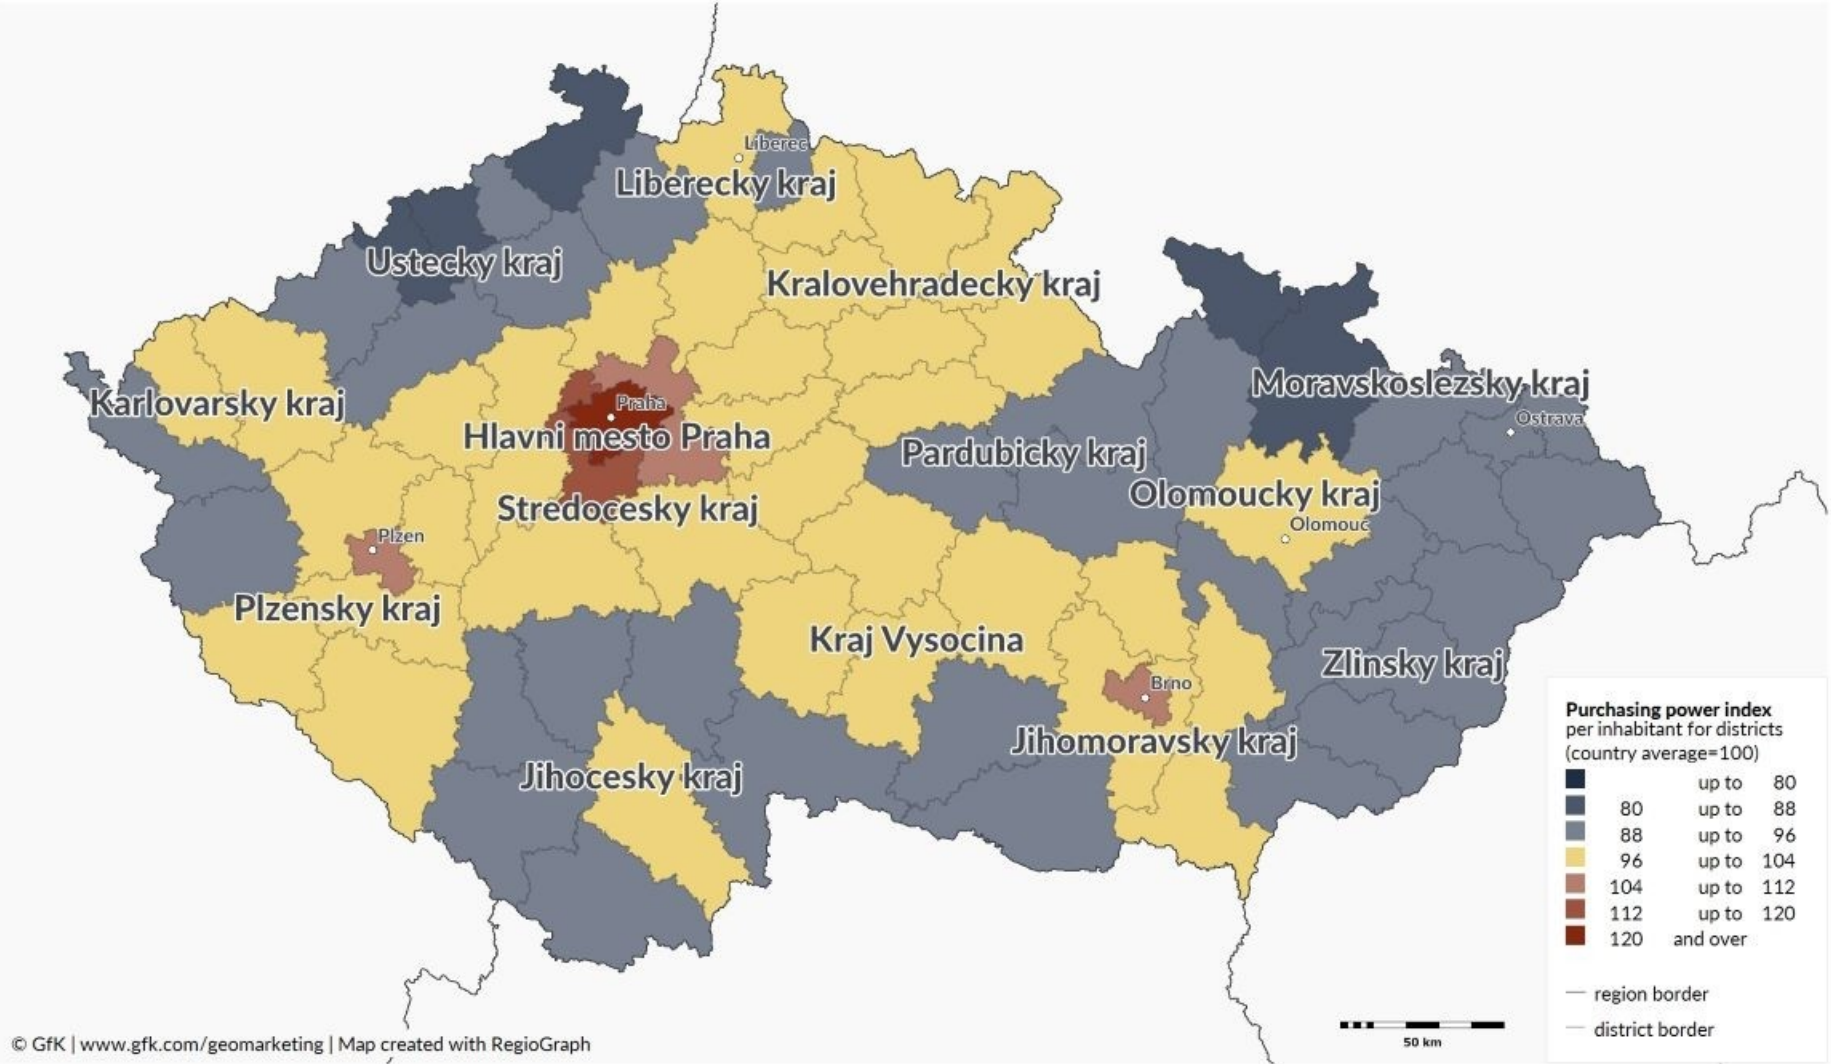 Liberec
Liberecky kraj
Ustecky kraj
Kralovehradecky kraj
Karlovarsky kraj
Praha
Hlavni mesto Praha
Moravskoslezsky kraj
Ostrava
Pardubicky kraj
Olomoucky kraj
Olomouc
Stredocesky kraj
Plzen
Plzensky kraj
Kraj Vysocina
Zlinsky kraj
Brno
Jihomoravsky kraj
Jihocesky kraj
Purchasing power index
per inhabitant for districts
(country average=100)
up to 80
80 up to 88
88 up to 96
96 up to 104
104 up to 112
112 up to 120
120 and over
region border
district border
50 km
© GfK | www.gfk.com/geomarketing | Map created with RegioGraph